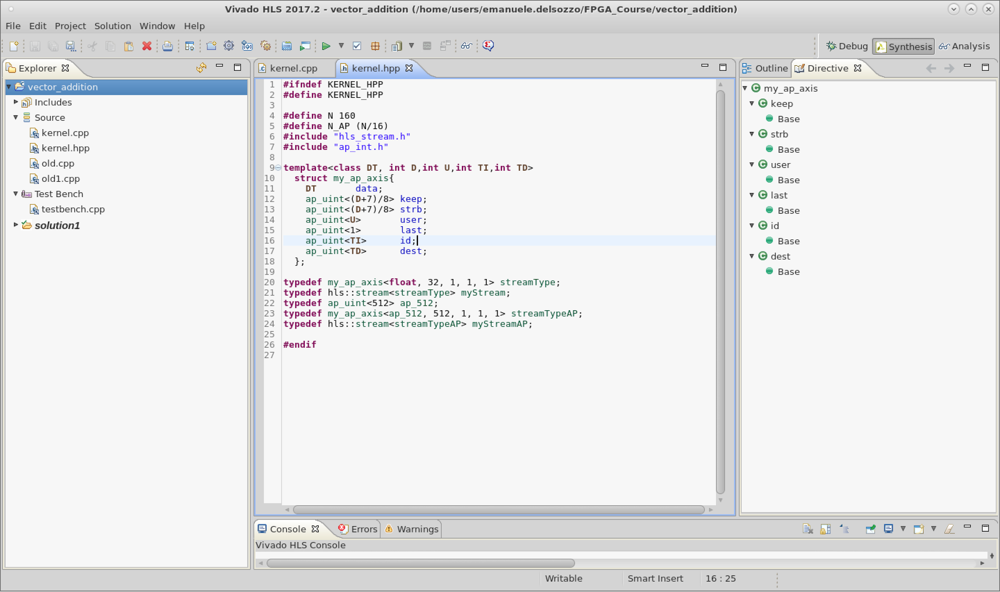 Vivado HLS 2017.2 - vector_addition (/home/users/emanuele.delsozzo/FPGA_Course/vector_addition)
File Edit Project Solution Window Help
Debug Synthesis Analysis
Explorer
vector_addition
Includes
Source
kernel.cpp
kernel.hpp
old.cpp
old1.cpp
Test Bench
testbench.cpp
solution1
kernel.cpp kernel.hpp
1 #ifndef KERNEL_HPP
2 #define KERNEL_HPP
3
4 #define N 160
5 #define N_AP (N/16)
6 #include "hls_stream.h"
7 #include "ap_int.h"
8
9 template<class DT, int D,int U,int TI,int TD>
10   struct my_ap_axis{
11     DT       data;
12     ap_uint<(D+7)/8> keep;
13     ap_uint<(D+7)/8> strb;
14     ap_uint<U>       user;
15     ap_uint<1>       last;
16     ap_uint<TI>      id;
17     ap_uint<TD>      dest;
18   };
19
20 typedef my_ap_axis<float, 32, 1, 1, 1> streamType;
21 typedef hls::stream<streamType> myStream;
22 typedef ap_uint<512> ap_512;
23 typedef my_ap_axis<ap_512, 512, 1, 1, 1> streamTypeAP;
24 typedef hls::stream<streamTypeAP> myStreamAP;
25
26 #endif
27
Outline Directive
my_ap_axis
keep
Base
strb
Base
user
Base
last
Base
id
Base
dest
Base
Console Errors Warnings
Vivado HLS Console
Writable Smart Insert 16 : 25